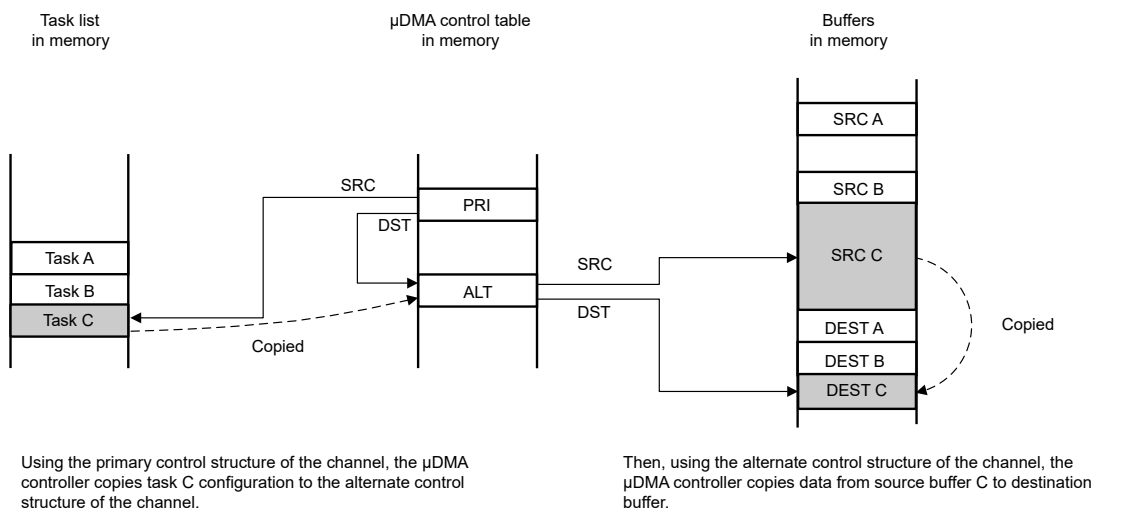 Task list
in memory
µDMA control table
in memory
Buffers
in memory
SRC A
SRC B
SRC C
DEST A
DEST B
DEST C
Copied
SRC
PRI
DST
ALT
SRC
DST
Task A
Task B
Task C
Copied
Using the primary control structure of the channel, the µDMA
controller copies task C configuration to the alternate control
structure of the channel.
Then, using the alternate control structure of the channel, the
µDMA controller copies data from source buffer C to destination
buffer.